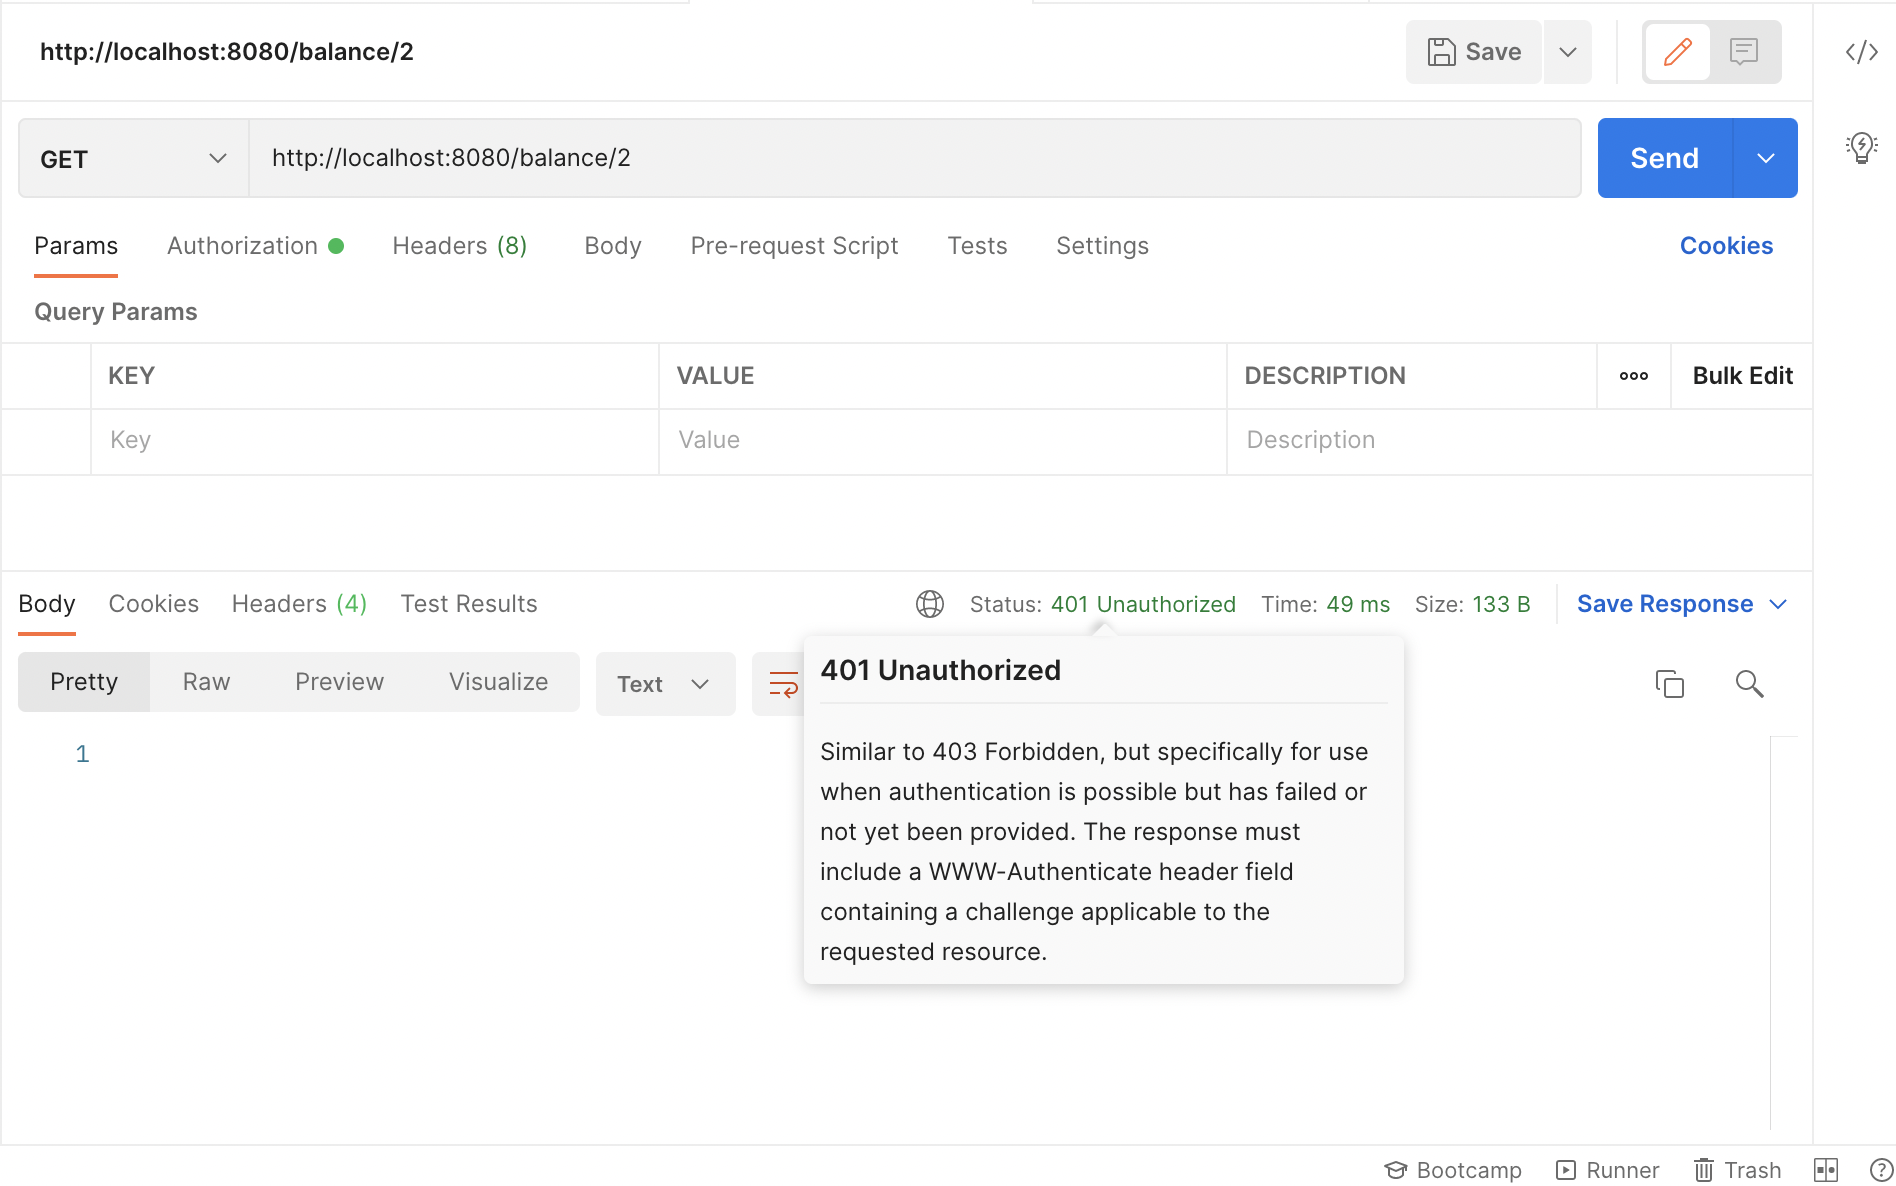 http://localhost:8080/balance/2
Save
GET
http://localhost:8080/balance/2
Send
Params Authorization Headers (8) Body Pre-request Script Tests Settings Cookies
Query Params
KEY VALUE DESCRIPTION Bulk Edit
Key Value Description
Body Cookies Headers (4) Test Results Status: 401 Unauthorized Time: 49 ms Size: 133 B Save Response
Pretty Raw Preview Visualize Text
1
401 Unauthorized
Similar to 403 Forbidden, but specifically for use
when authentication is possible but has failed or
not yet been provided. The response must
include a WWW-Authenticate header field
containing a challenge applicable to the
requested resource.
Bootcamp Runner Trash